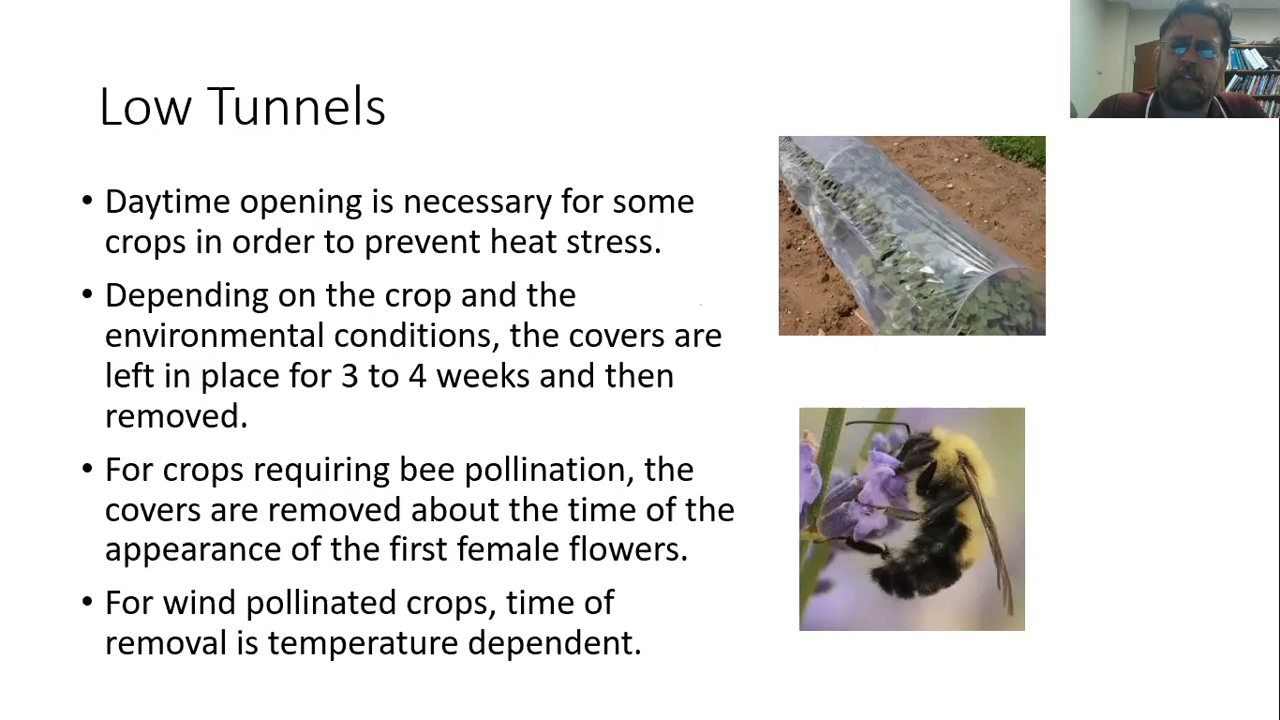 Low Tunnels
• Daytime opening is necessary for some
crops in order to prevent heat stress.
• Depending on the crop and the
environmental conditions, the covers are
left in place for 3 to 4 weeks and then
removed.
• For crops requiring bee pollination, the
covers are removed about the time of the
appearance of the first female flowers.
• For wind pollinated crops, time of
removal is temperature dependent.